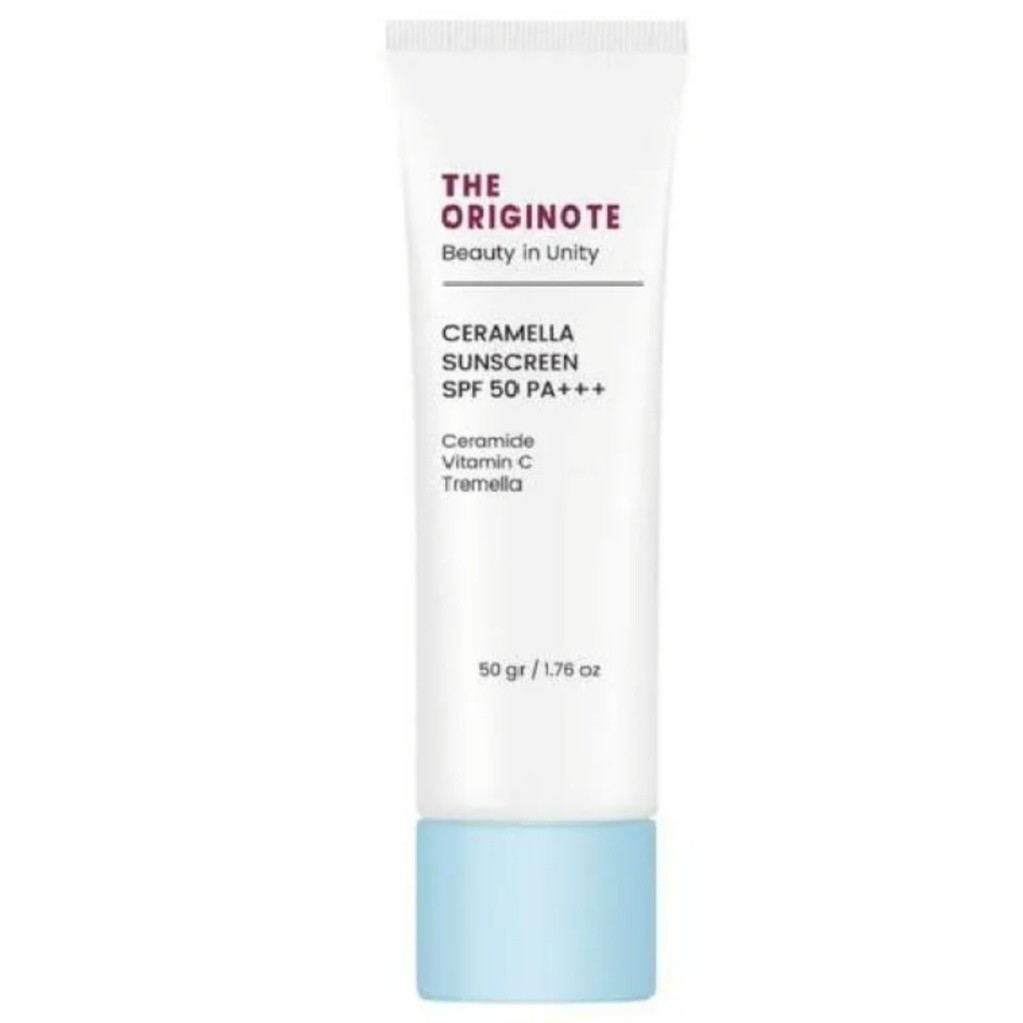 THE
ORIGINOTE
Beauty in Unity
CERAMELLA
SUNSCREEN
SPF 50 PA+++
Ceramide
Vitamin C
Tremella
50 gr / 1.76 oz